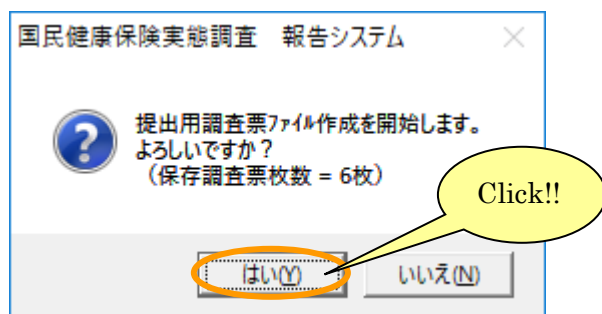 国民健康保険実態調査　報告システム
提出用調査票ﾌｧｲﾙ作成を開始します。
よろしいですか？
（保存調査票枚数 = 6枚）
Click!!
はい(Y)
いいえ(N)